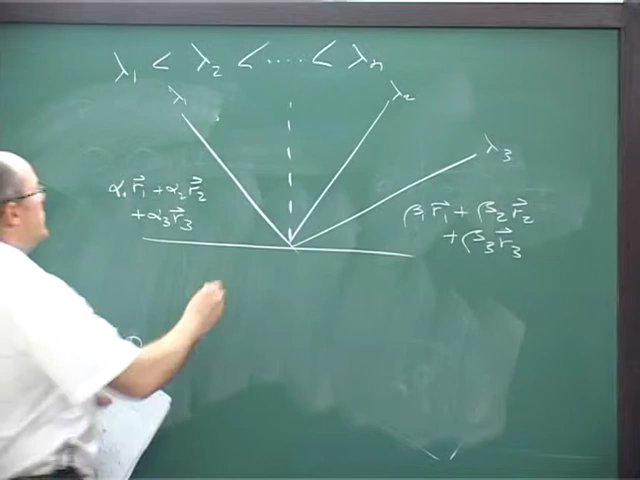 λ₁ < λ₂ < .... < λₙ
λ₁
λ₂
λ₃
α₁r⃗₁ + α₂r⃗₂
+ α₃r⃗₃
β₁r⃗₁ + β₂r⃗₂
+ β₃r⃗₃